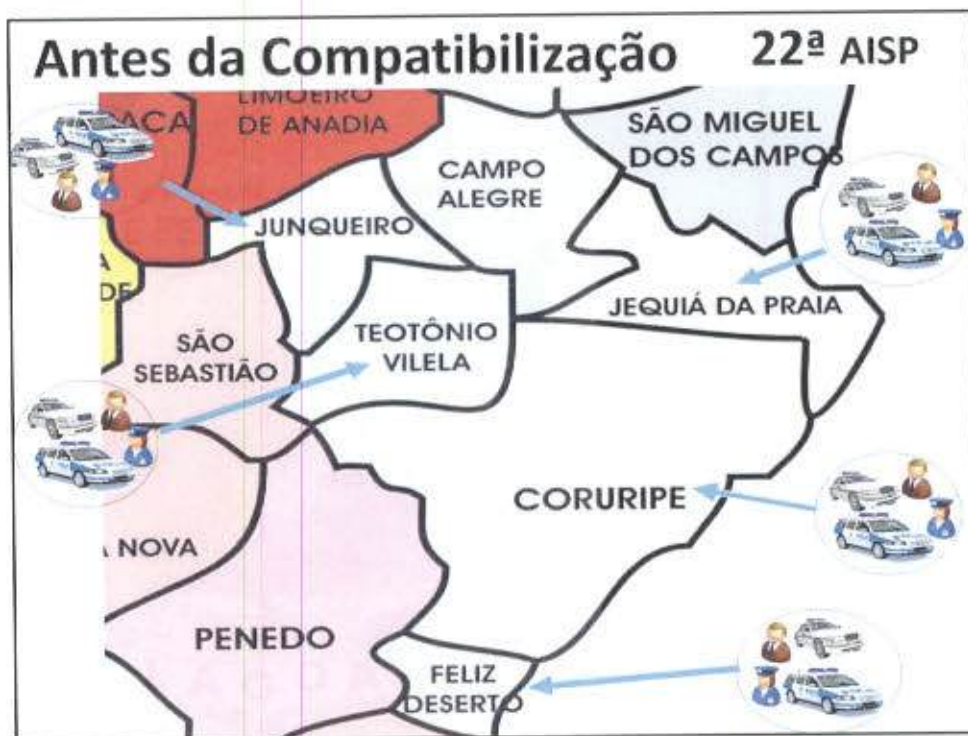 Antes da Compatibilização 22ª AISP
LIMOEIRO
DE ANADIA
SÃO MIGUEL
DOS CAMPOS
CAMPO
ALEGRE
JUNQUEIRO
JEQUIÁ DA PRAIA
TEOTÔNIO
VILELA
SÃO
SEBASTIÃO
CORURIPE
A NOVA
PENEDO
FELIZ
DESERTO